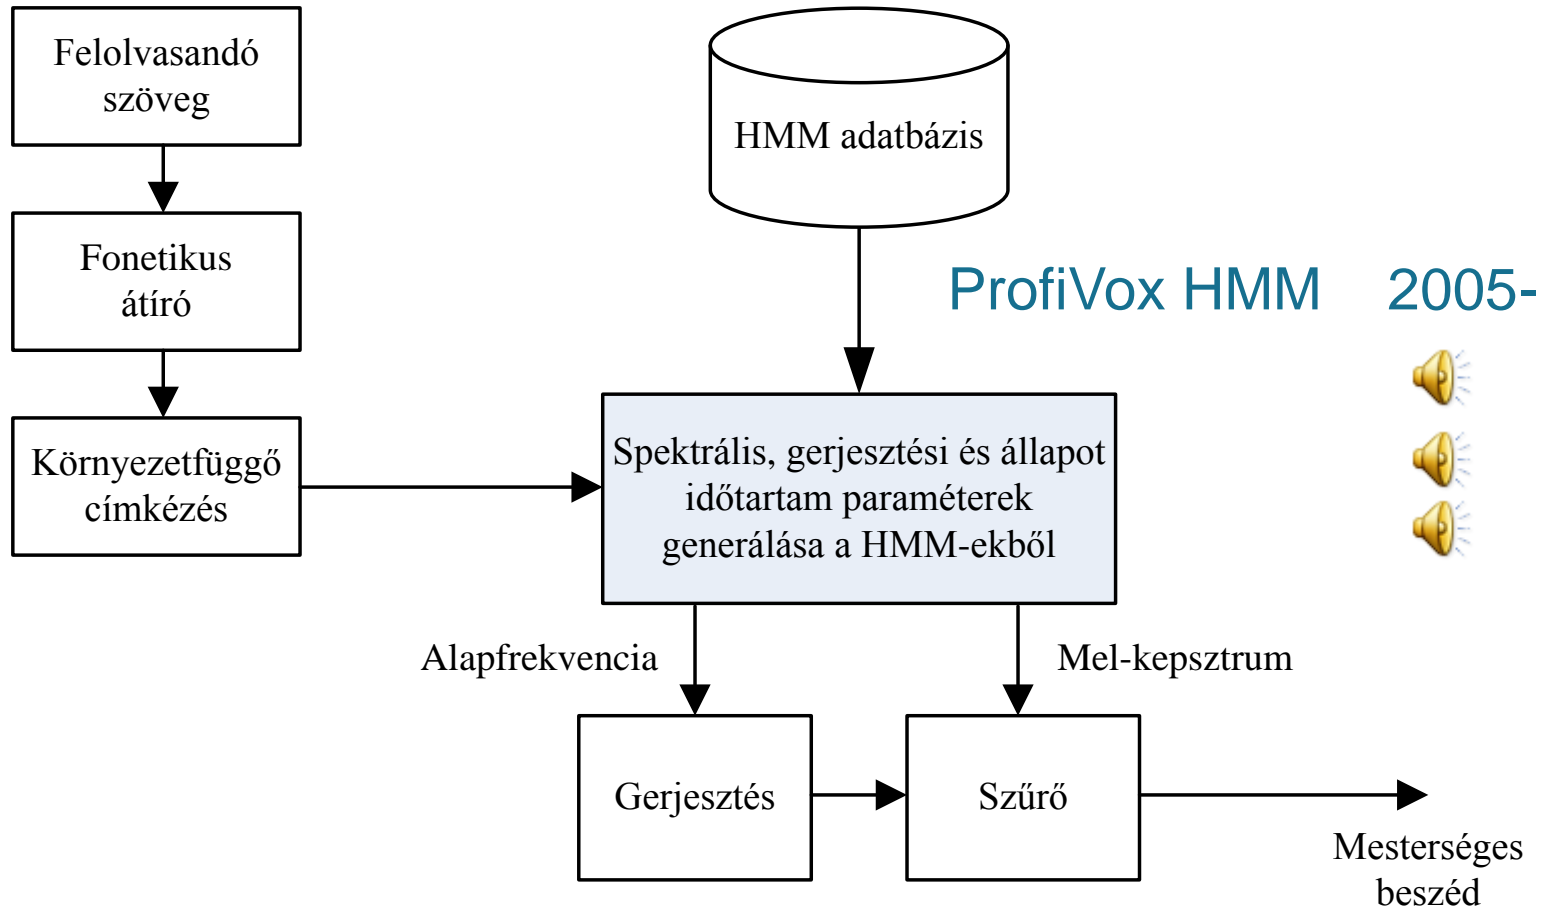 Felolvasandó
szöveg
Fonetikus
átíró
Környezetfüggő
címkézés
HMM adatbázis
ProfiVox HMM 2005-
Spektrális, gerjesztési és állapot
időtartam paraméterek
generálása a HMM-ekből
Alapfrekvencia
Mel-kepsztrum
Gerjesztés
Szűrő
Mesterséges
beszéd